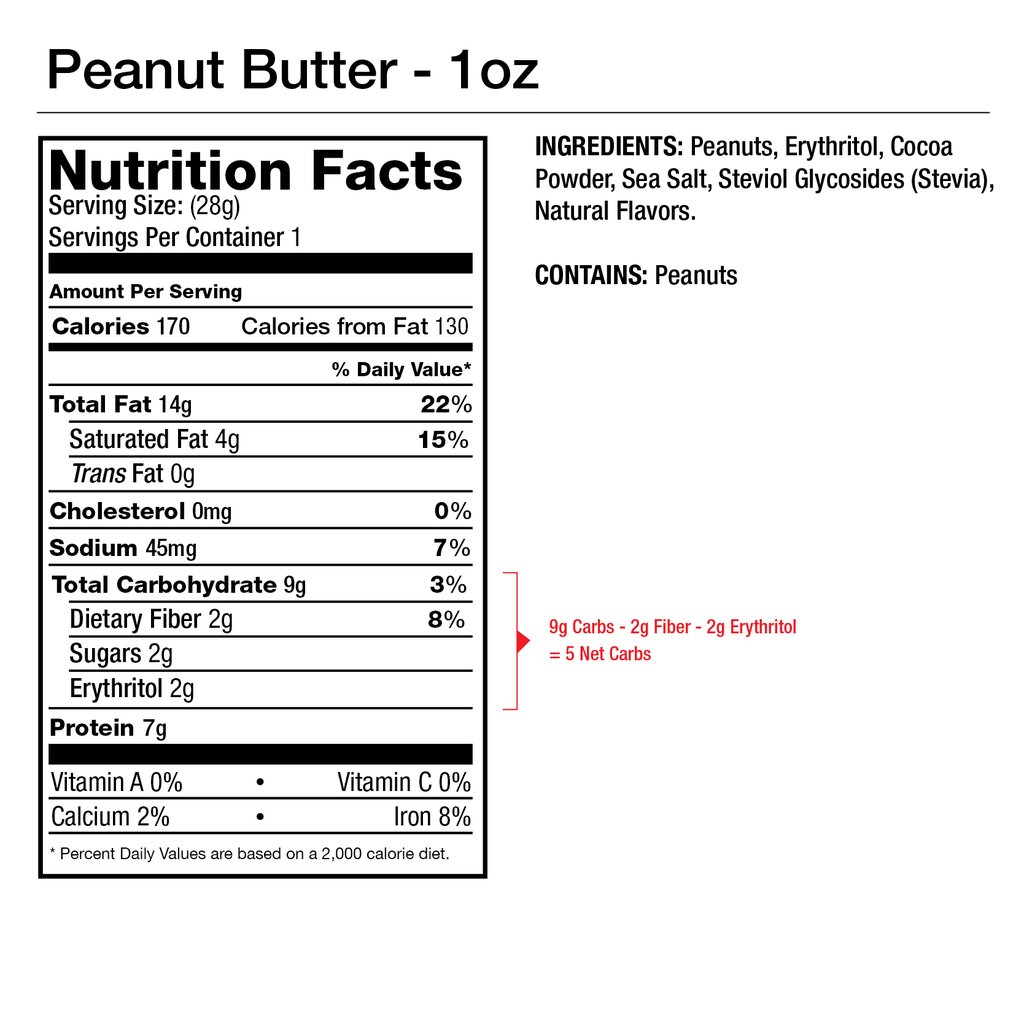 Peanut Butter - 1oz
Nutrition Facts
Serving Size: (28g)
Servings Per Container 1
Amount Per Serving
Calories 170 Calories from Fat 130
% Daily Value*
Total Fat 14g 22%
Saturated Fat 4g 15%
Trans Fat 0g
Cholesterol 0mg 0%
Sodium 45mg 7%
Total Carbohydrate 9g 3%
Dietary Fiber 2g 8%
Sugars 2g
Erythritol 2g
Protein 7g
Vitamin A 0% • Vitamin C 0%
Calcium 2% • Iron 8%
* Percent Daily Values are based on a 2,000 calorie diet.
INGREDIENTS: Peanuts, Erythritol, Cocoa
Powder, Sea Salt, Steviol Glycosides (Stevia),
Natural Flavors.
CONTAINS: Peanuts
9g Carbs - 2g Fiber - 2g Erythritol
= 5 Net Carbs